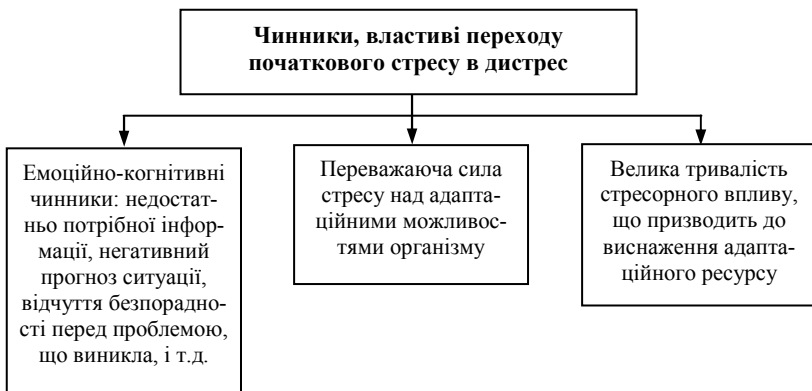 Чинники, властиві переходу
початкового стресу в дистрес
Емоційно-когнітивні
чинники: недостат-
ньо потрібної інфор-
мації, негативний
прогноз ситуації,
відчуття безпорадно-
сті перед проблемою,
що виникла, і т.д.
Переважаюча сила
стресу над адапта-
ційними можливос-
тями організму
Велика тривалість
стресорного впливу,
що призводить до
виснаження адапта-
ційного ресурсу